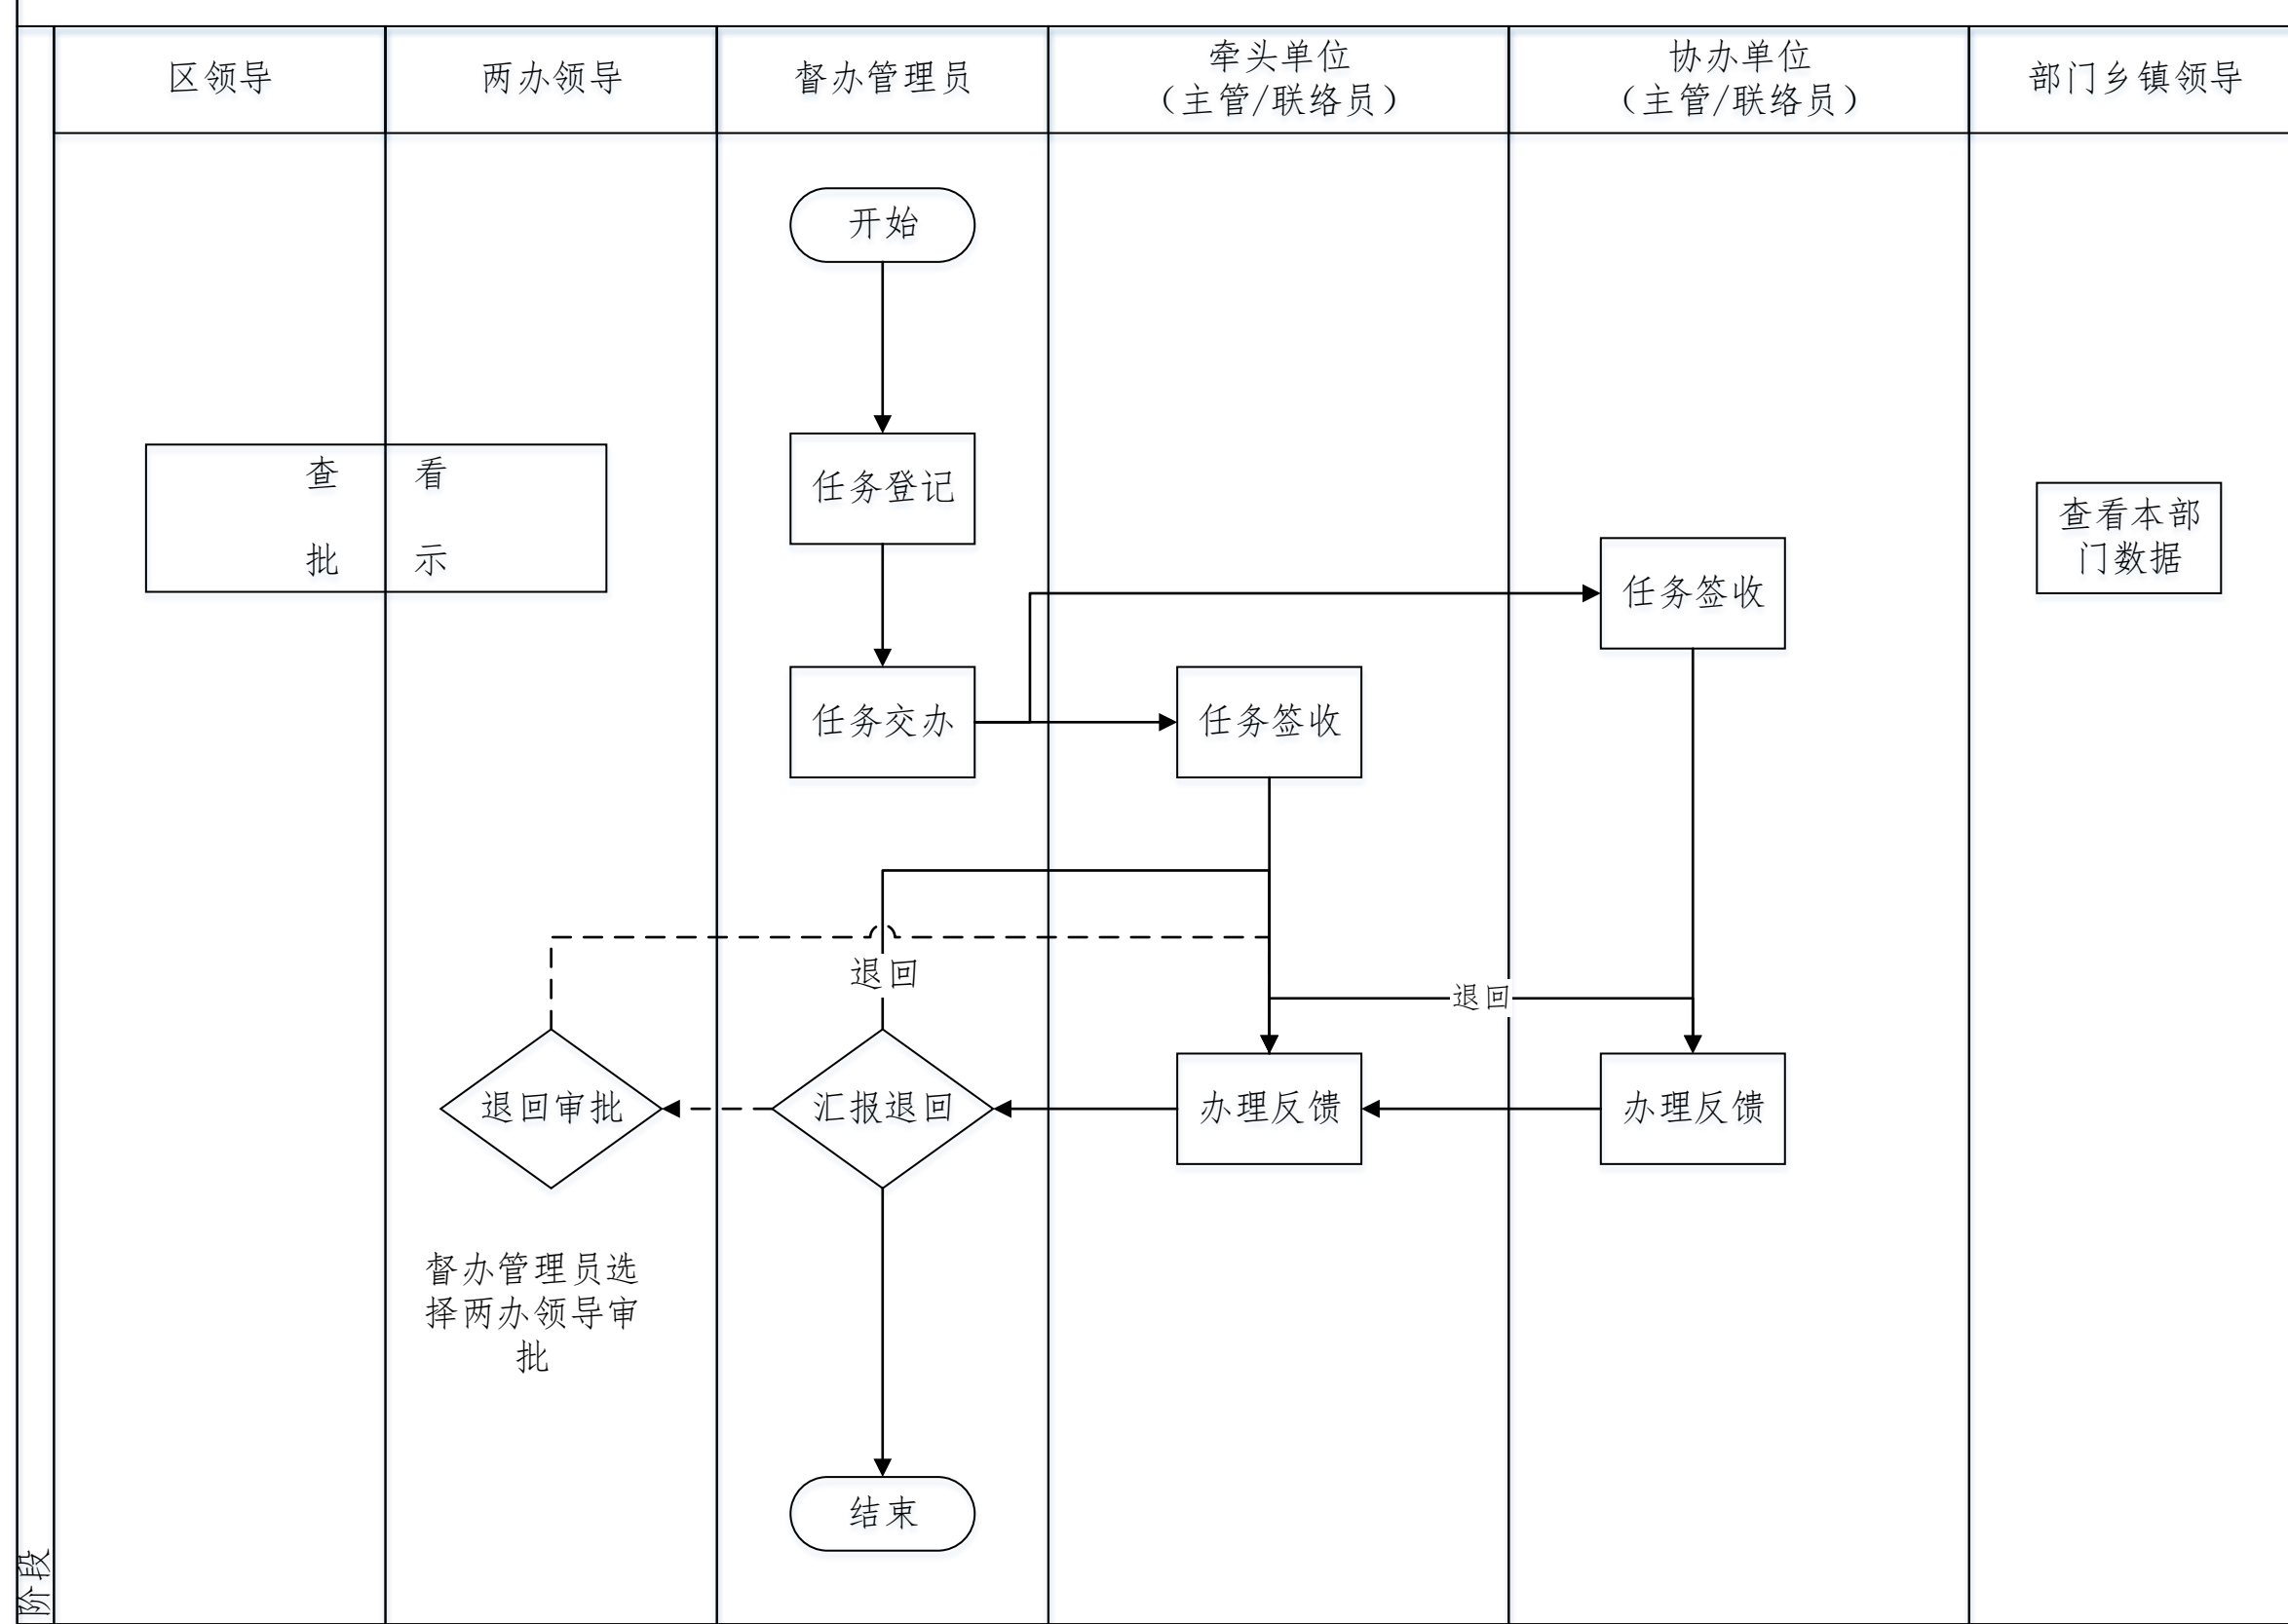 区领导
两办领导
督办管理员
牵头单位
（主管/联络员）
协办单位
（主管/联络员）
部门乡镇领导
开始
查 看
批 示
任务登记
查看本部
门数据
任务签收
任务交办
任务签收
退回
退回
退回审批
汇报退回
办理反馈
办理反馈
督办管理员选
择两办领导审
批
结束
阶段